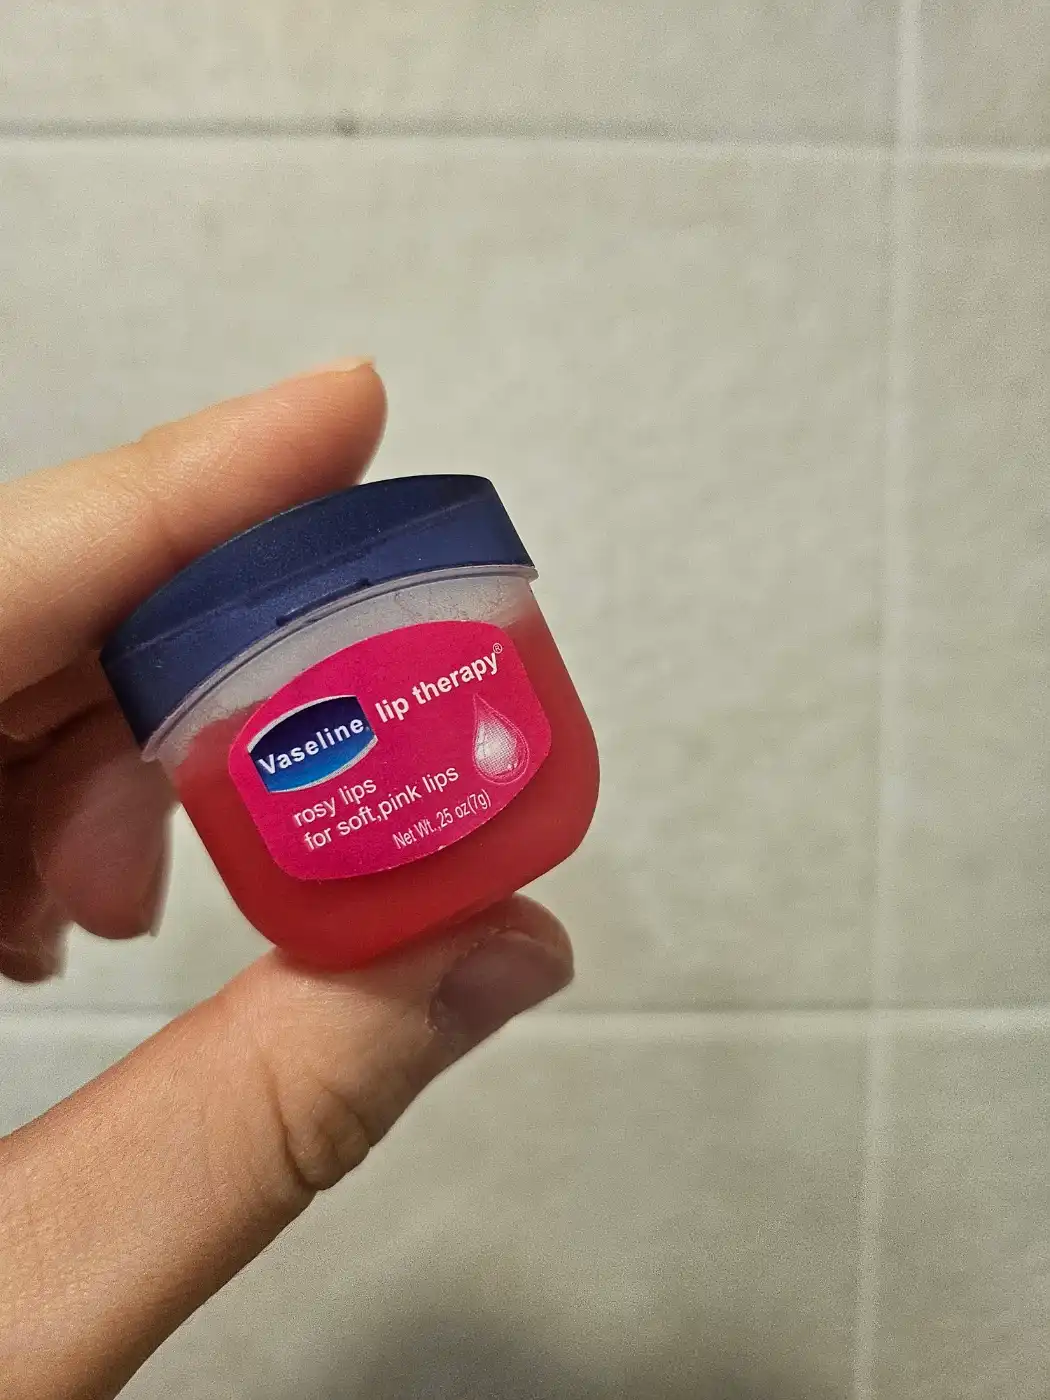 Vaseline. lip therapy®
rosy lips
for soft,pink lips
Net Wt.,25 oz(7g)